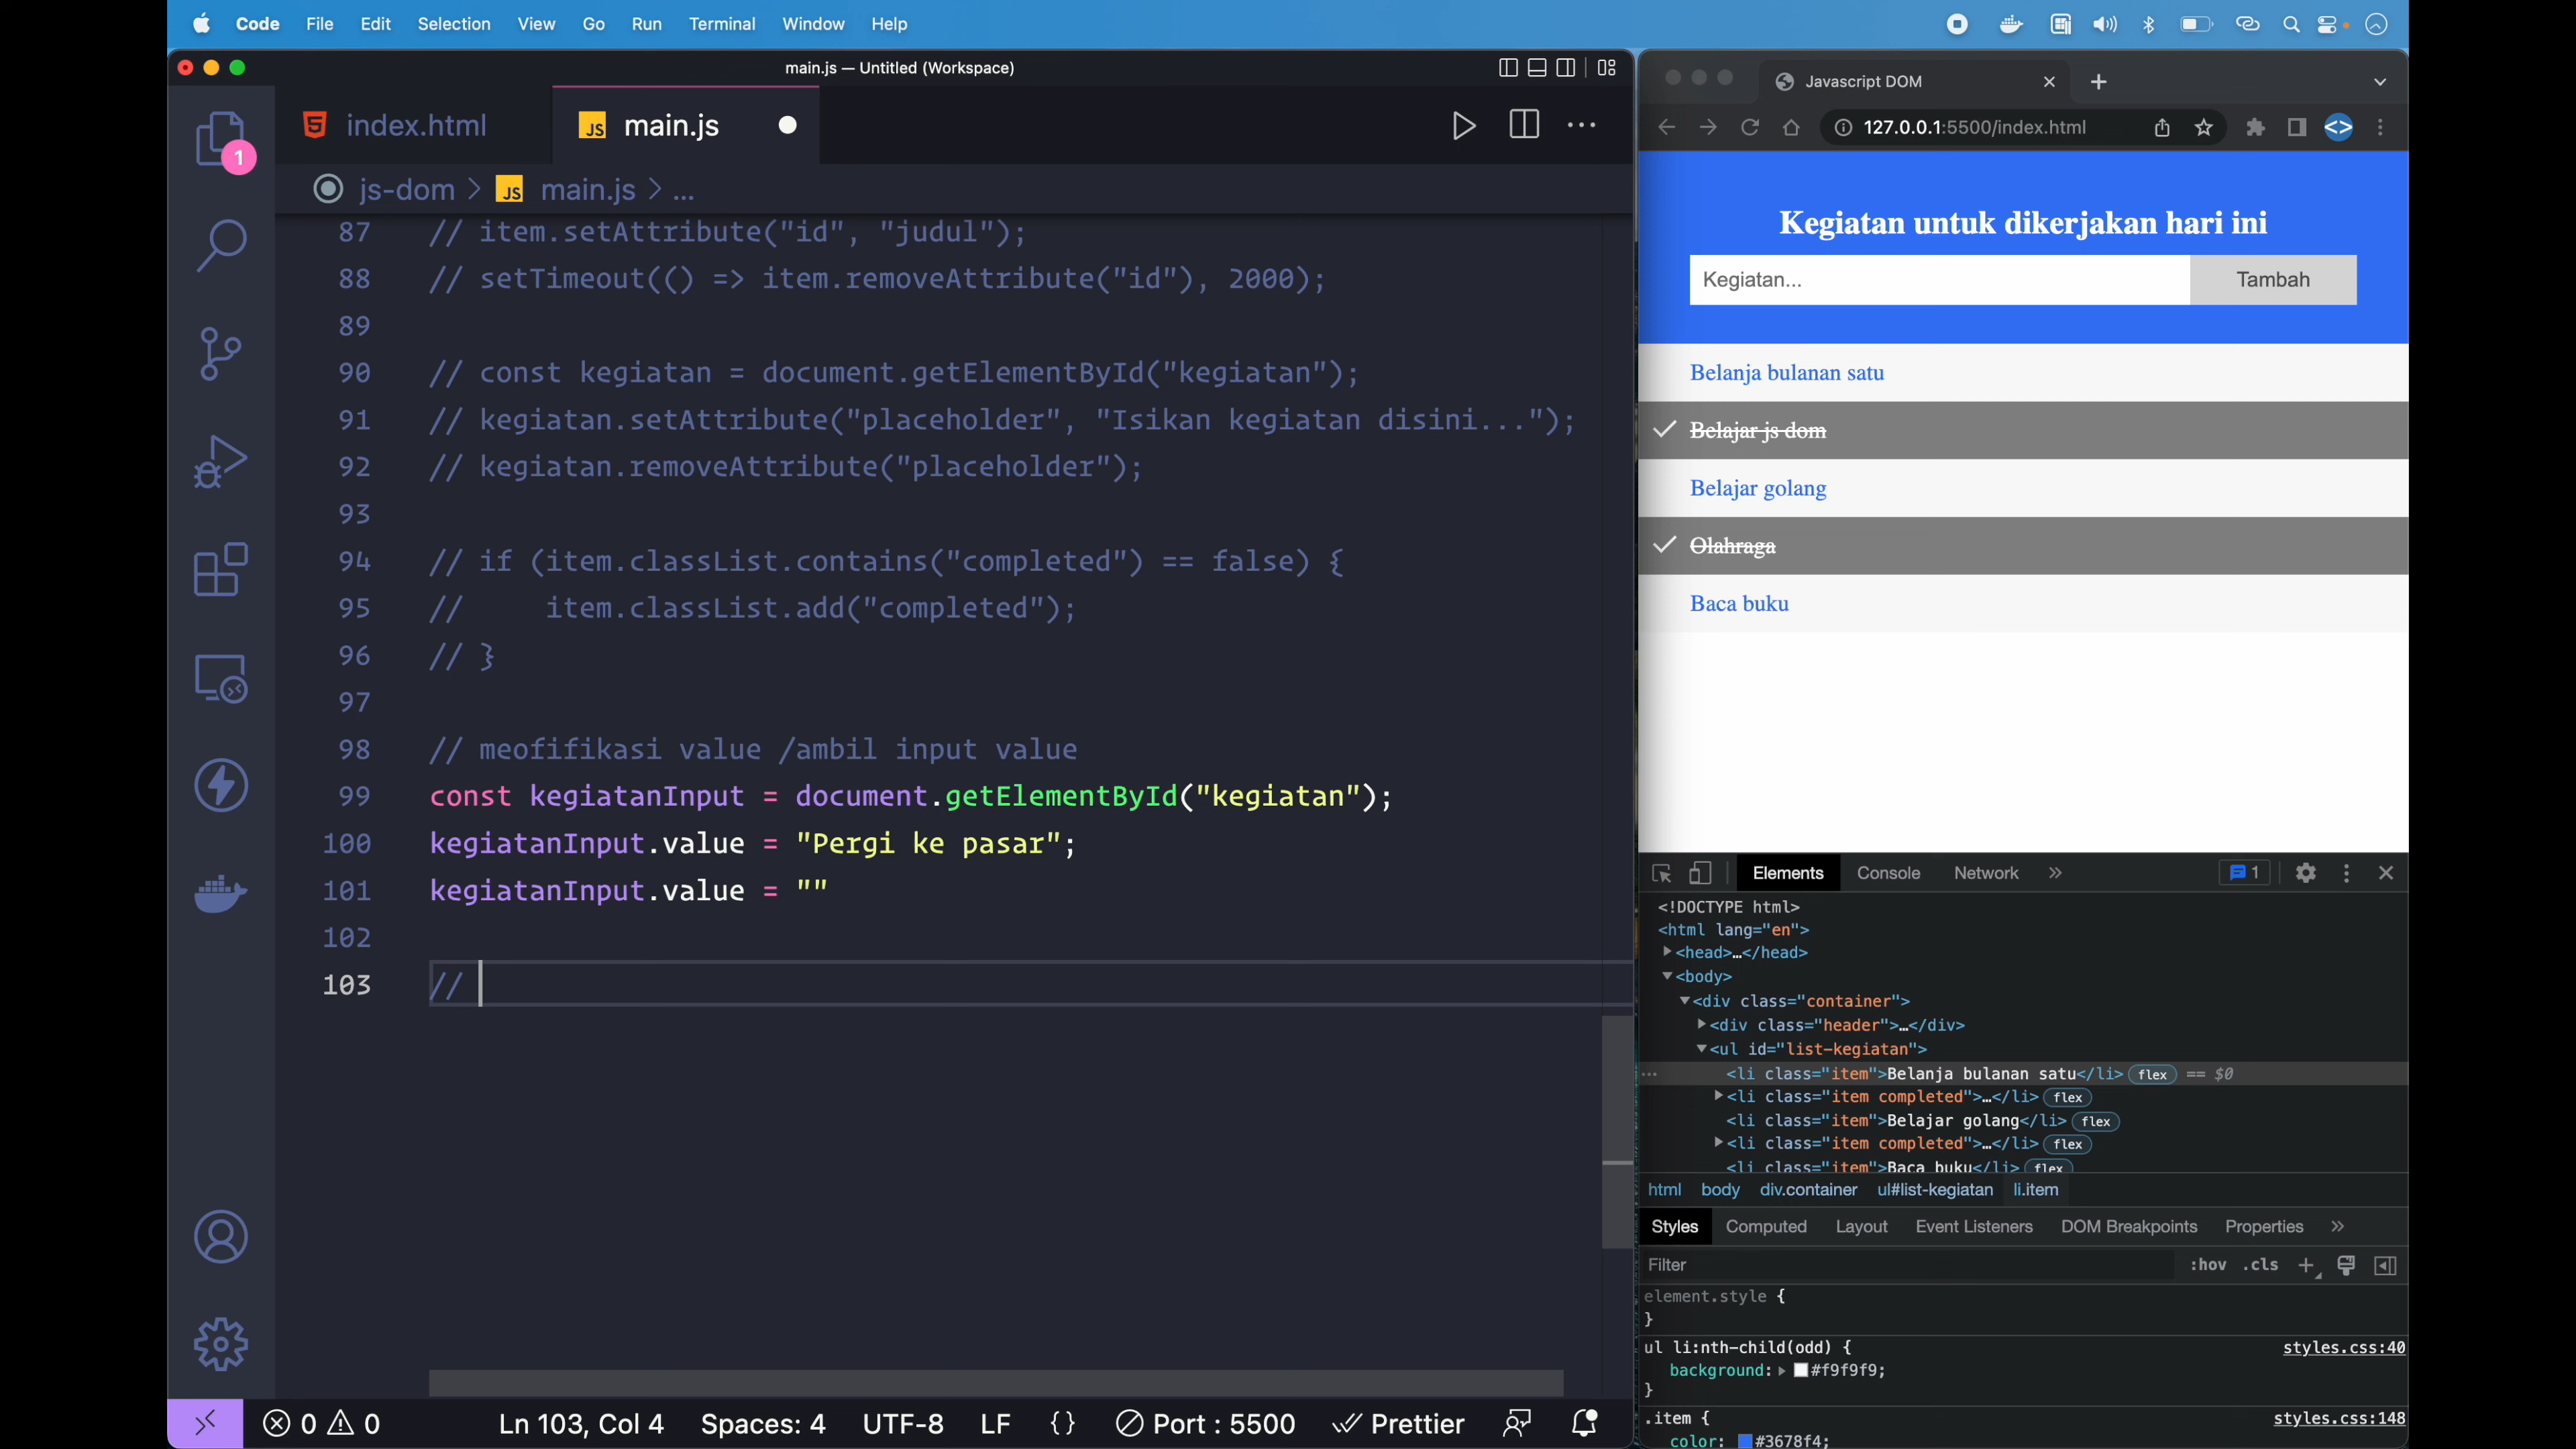 Code File Edit Selection View Go Run Terminal Window Help
main.js — Untitled (Workspace)
index.html
JS main.js
1
js-dom > JS main.js > ...
87 // item.setAttribute("id", "judul");
88 // setTimeout(() => item.removeAttribute("id"), 2000);
89
90 // const kegiatan = document.getElementById("kegiatan");
91 // kegiatan.setAttribute("placeholder", "Isikan kegiatan disini...");
92 // kegiatan.removeAttribute("placeholder");
93
94 // if (item.classList.contains("completed") == false) {
95 //     item.classList.add("completed");
96 // }
97
98 // meofifikasi value /ambil input value
99 const kegiatanInput = document.getElementById("kegiatan");
100 kegiatanInput.value = "Pergi ke pasar";
101 kegiatanInput.value = ""
102
103 //
0 0 Ln 103, Col 4 Spaces: 4 UTF-8 LF {} Port : 5500 Prettier
Javascript DOM
127.0.0.1:5500/index.html
Kegiatan untuk dikerjakan hari ini
Kegiatan... Tambah
Belanja bulanan satu
Belajar js dom
Belajar golang
Olahraga
Baca buku
Elements Console Network » 1
<!DOCTYPE html>
<html lang="en">
<head>…</head>
<body>
<div class="container">
<div class="header">…</div>
<ul id="list-kegiatan">
<li class="item">Belanja bulanan satu</li> flex == $0
<li class="item completed">…</li> flex
<li class="item">Belajar golang</li> flex
<li class="item completed">…</li> flex
<li class="item">Baca buku</li> flex
html body div.container ul#list-kegiatan li.item
Styles Computed Layout Event Listeners DOM Breakpoints Properties »
Filter :hov .cls +
element.style {
}
ul li:nth-child(odd) { styles.css:40
background: #f9f9f9;
}
.item { styles.css:148
color: #3678f4;